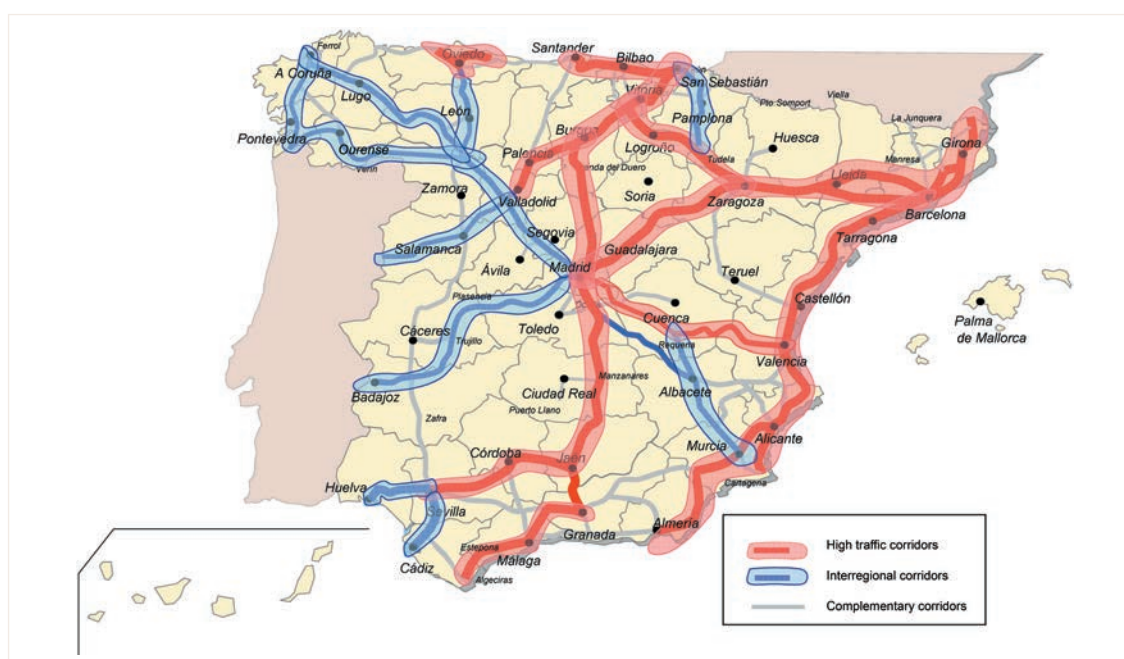 Ferrol
Oviedo
Santander
Bilbao
A Coruña
San Sebastián
Lugo
León
Vitoria
Pamplona
Pto Somport
Viella
La Junquera
Pontevedra
Ourense
Burgos
Logroño
Huesca
Girona
Verín
Palencia
Tudela
Manresa
Lleida
Zamora
Valladolid
Soria
Zaragoza
Barcelona
Segovia
Tarragona
Salamanca
Guadalajara
Ávila
Madrid
Teruel
Plasencia
Castellón
Toledo
Cuenca
Palma
de Mallorca
Cáceres
Trujillo
Requena
Valencia
Badajoz
Ciudad Real
Manzanares
Albacete
Puerto Llano
Zafra
Murcia
Alicante
Córdoba
Jaén
Cartagena
Huelva
Sevilla
Granada
Almería
Estepona
Málaga
Cádiz
Algeciras
High traffic corridors
Interregional corridors
Complementary corridors